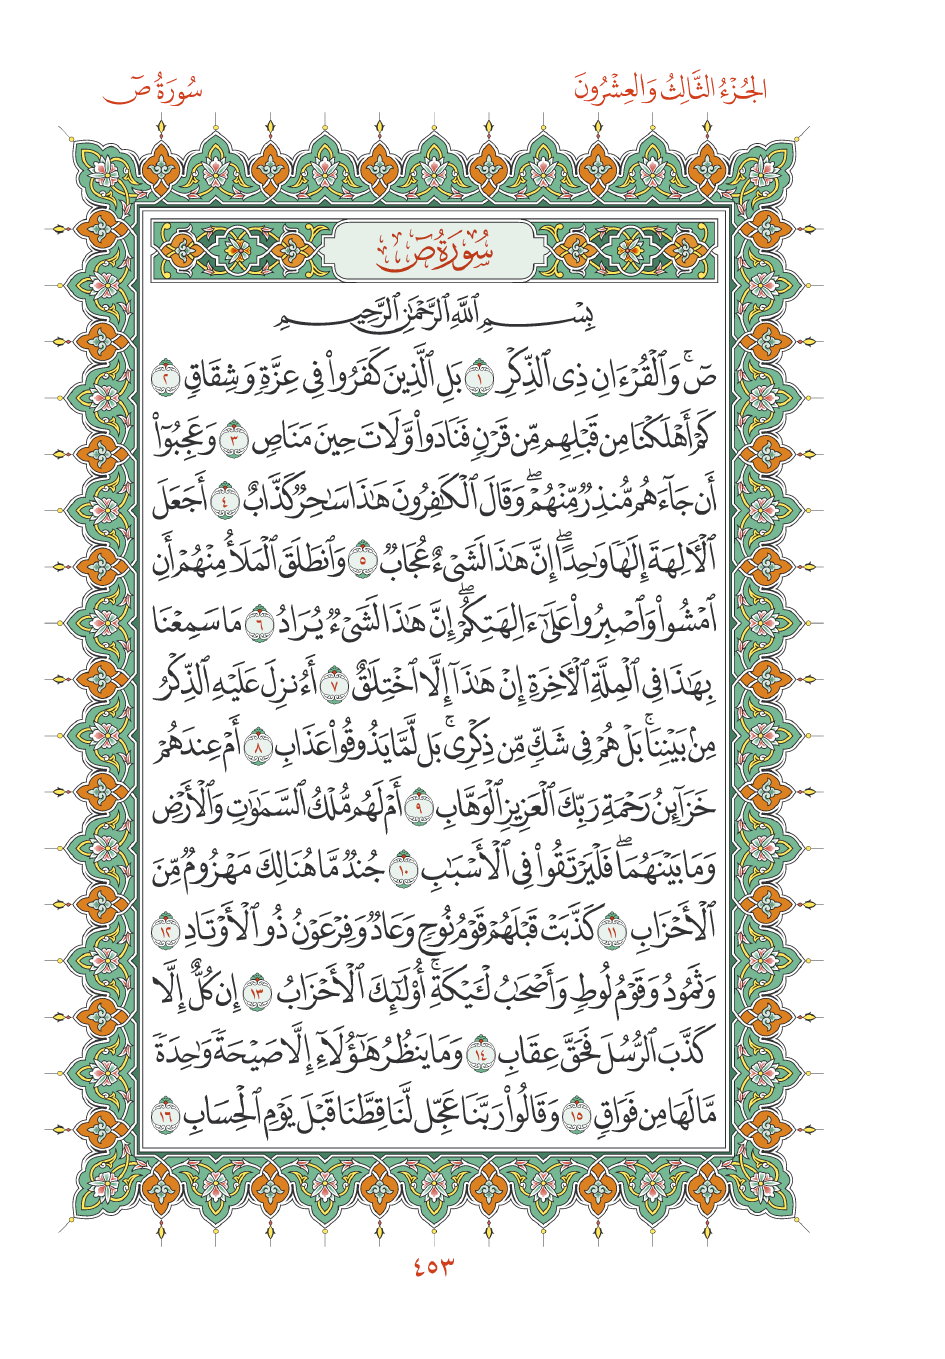 الجُزْءُ الثَّالِثُ وَالعِشْرُونَ
سُورَةُ صٓ
سُورَةُ صٓ
بِسْمِ ٱللَّهِ ٱلرَّحْمَٰنِ ٱلرَّحِيمِ
صٓۚ وَٱلْقُرْءَانِ ذِى ٱلذِّكْرِ ١ بَلِ ٱلَّذِينَ كَفَرُوا۟ فِى عِزَّةٍ وَشِقَاقٍ ٢
كَمْ أَهْلَكْنَا مِن قَبْلِهِم مِّن قَرْنٍ فَنَادَوا۟ وَّلَاتَ حِينَ مَنَاصٍ ٣ وَعَجِبُوٓا۟
أَن جَآءَهُم مُّنذِرٌ مِّنْهُمْۖ وَقَالَ ٱلْكَٰفِرُونَ هَٰذَا سَٰحِرٌ كَذَّابٌ ٤ أَجَعَلَ
ٱلْأَلِهَةَ إِلَٰهًا وَٰحِدًاۖ إِنَّ هَٰذَا لَشَىْءٌ عُجَابٌ ٥ وَٱنطَلَقَ ٱلْمَلَأُ مِنْهُمْ أَنِ
ٱمْشُوا۟ وَٱصْبِرُوا۟ عَلَىٰٓ ءَالِهَتِكُمْۖ إِنَّ هَٰذَا لَشَىْءٌ يُرَادُ ٦ مَا سَمِعْنَا
بِهَٰذَا فِى ٱلْمِلَّةِ ٱلْأَخِرَةِ إِنْ هَٰذَآ إِلَّا ٱخْتِلَٰقٌ ٧ أَءُنزِلَ عَلَيْهِ ٱلذِّكْرُ
مِنۢ بَيْنِنَاۚ بَلْ هُمْ فِى شَكٍّ مِّن ذِكْرِىۚ بَل لَّمَّا يَذُوقُوا۟ عَذَابِ ٨ أَمْ عِندَهُمْ
خَزَآئِنُ رَحْمَةِ رَبِّكَ ٱلْعَزِيزِ ٱلْوَهَّابِ ٩ أَمْ لَهُم مُّلْكُ ٱلسَّمَٰوَٰتِ وَٱلْأَرْضِ
وَمَا بَيْنَهُمَاۖ فَلْيَرْتَقُوا۟ فِى ٱلْأَسْبَٰبِ ١٠ جُندٌ مَّا هُنَالِكَ مَهْزُومٌ مِّنَ
ٱلْأَحْزَابِ ١١ كَذَّبَتْ قَبْلَهُمْ قَوْمُ نُوحٍ وَعَادٌ وَفِرْعَوْنُ ذُو ٱلْأَوْتَادِ ١٢
وَثَمُودُ وَقَوْمُ لُوطٍ وَأَصْحَٰبُ لْـَٔيْكَةِۚ أُو۟لَٰٓئِكَ ٱلْأَحْزَابُ ١٣ إِن كُلٌّ إِلَّا
كَذَّبَ ٱلرُّسُلَ فَحَقَّ عِقَابِ ١٤ وَمَا يَنظُرُ هَٰٓؤُلَآءِ إِلَّا صَيْحَةً وَٰحِدَةً
مَّا لَهَا مِن فَوَاقٍ ١٥ وَقَالُوا۟ رَبَّنَا عَجِّل لَّنَا قِطَّنَا قَبْلَ يَوْمِ ٱلْحِسَابِ ١٦
٤٥٣